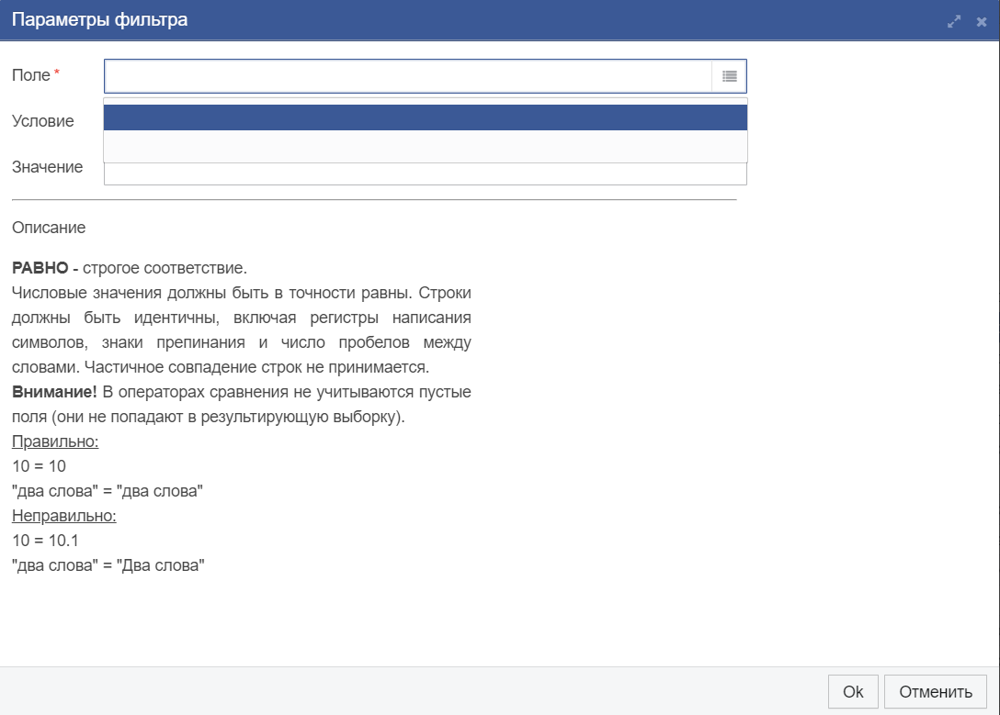 Параметры фильтра
Поле *
Условие
Значение
Описание
РАВНО - строгое соответствие.
Числовые значения должны быть в точности равны. Строки
должны быть идентичны, включая регистры написания
символов, знаки препинания и число пробелов между
словами. Частичное совпадение строк не принимается.
Внимание! В операторах сравнения не учитываются пустые
поля (они не попадают в результирующую выборку).
Правильно:
10 = 10
"два слова" = "два слова"
Неправильно:
10 = 10.1
"два слова" = "Два слова"
Ok Отменить